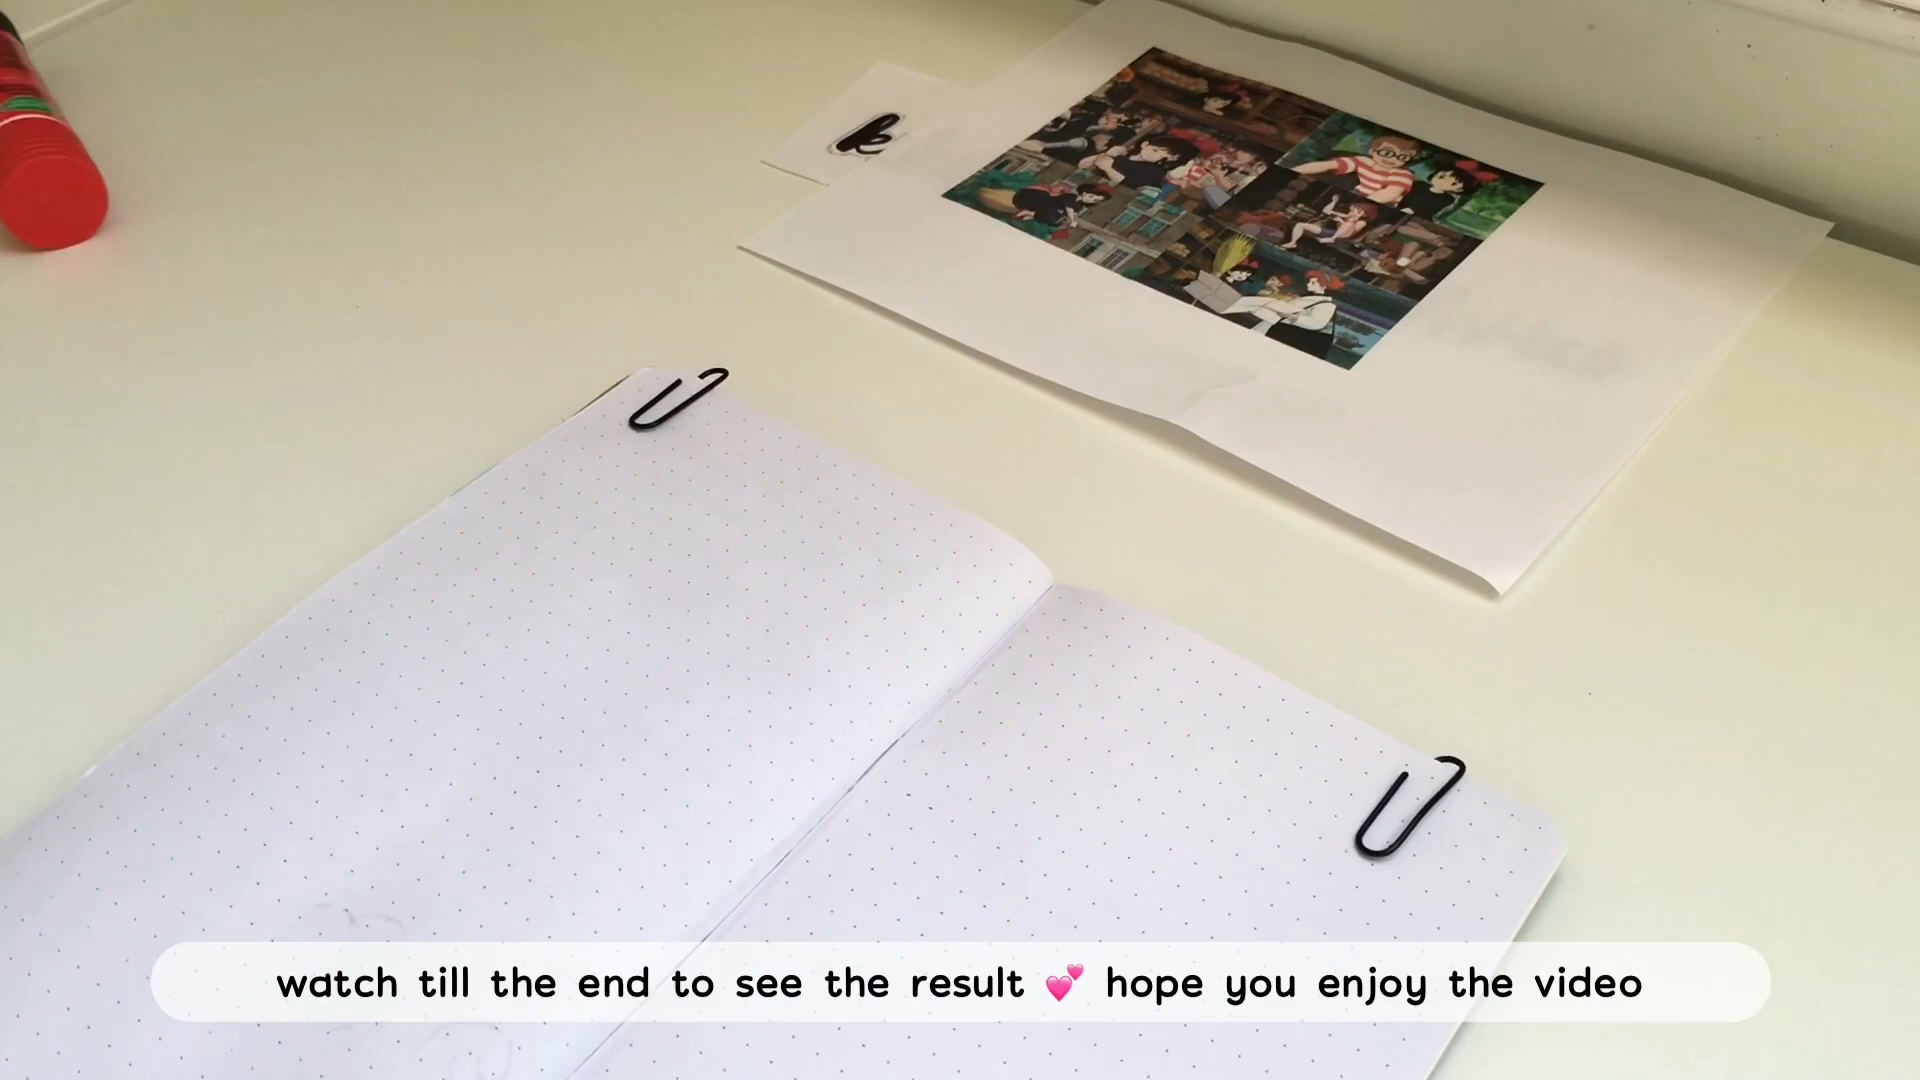 k
watch till the end to see the result 💕 hope you enjoy the video